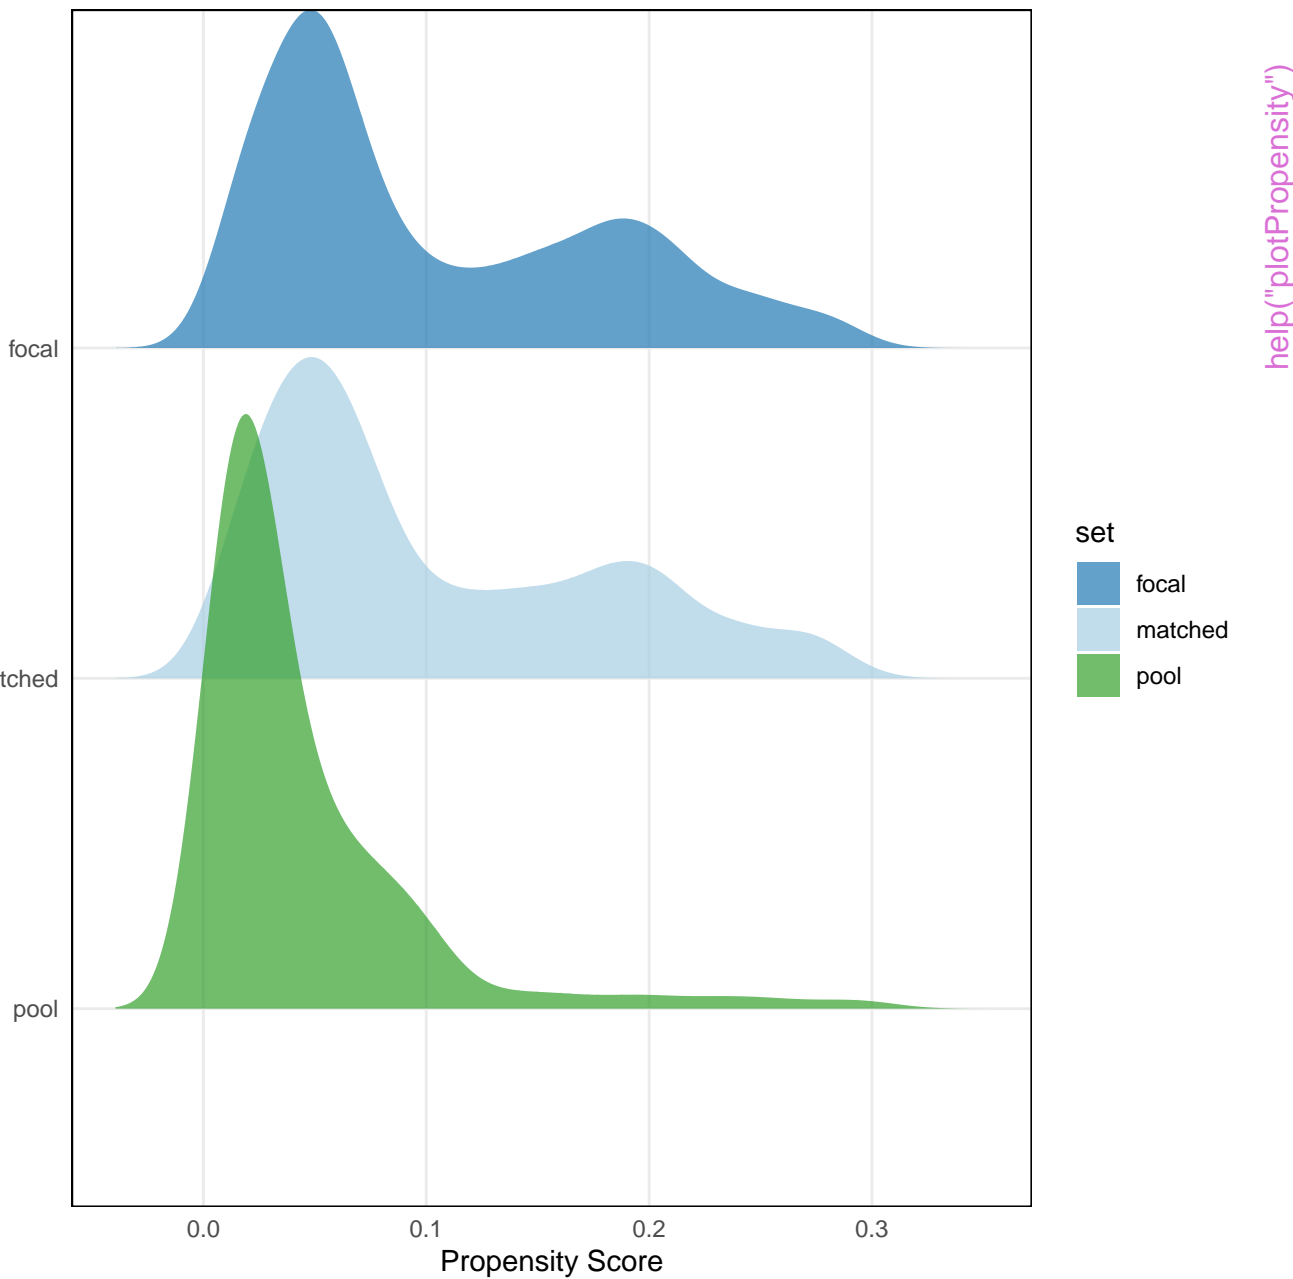 help("plotPropensity")
focal
tched
pool
set
focal
matched
pool
0.0
0.1
0.2
0.3
Propensity Score